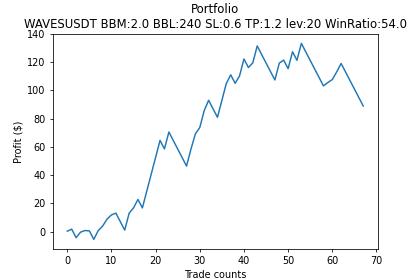 Portfolio
WAVESUSDT BBM:2.0 BBL:240 SL:0.6 TP:1.2 lev:20 WinRatio:54.0
140
120
100
80
60
40
20
0
Profit ($)
0 10 20 30 40 50 60 70
Trade counts